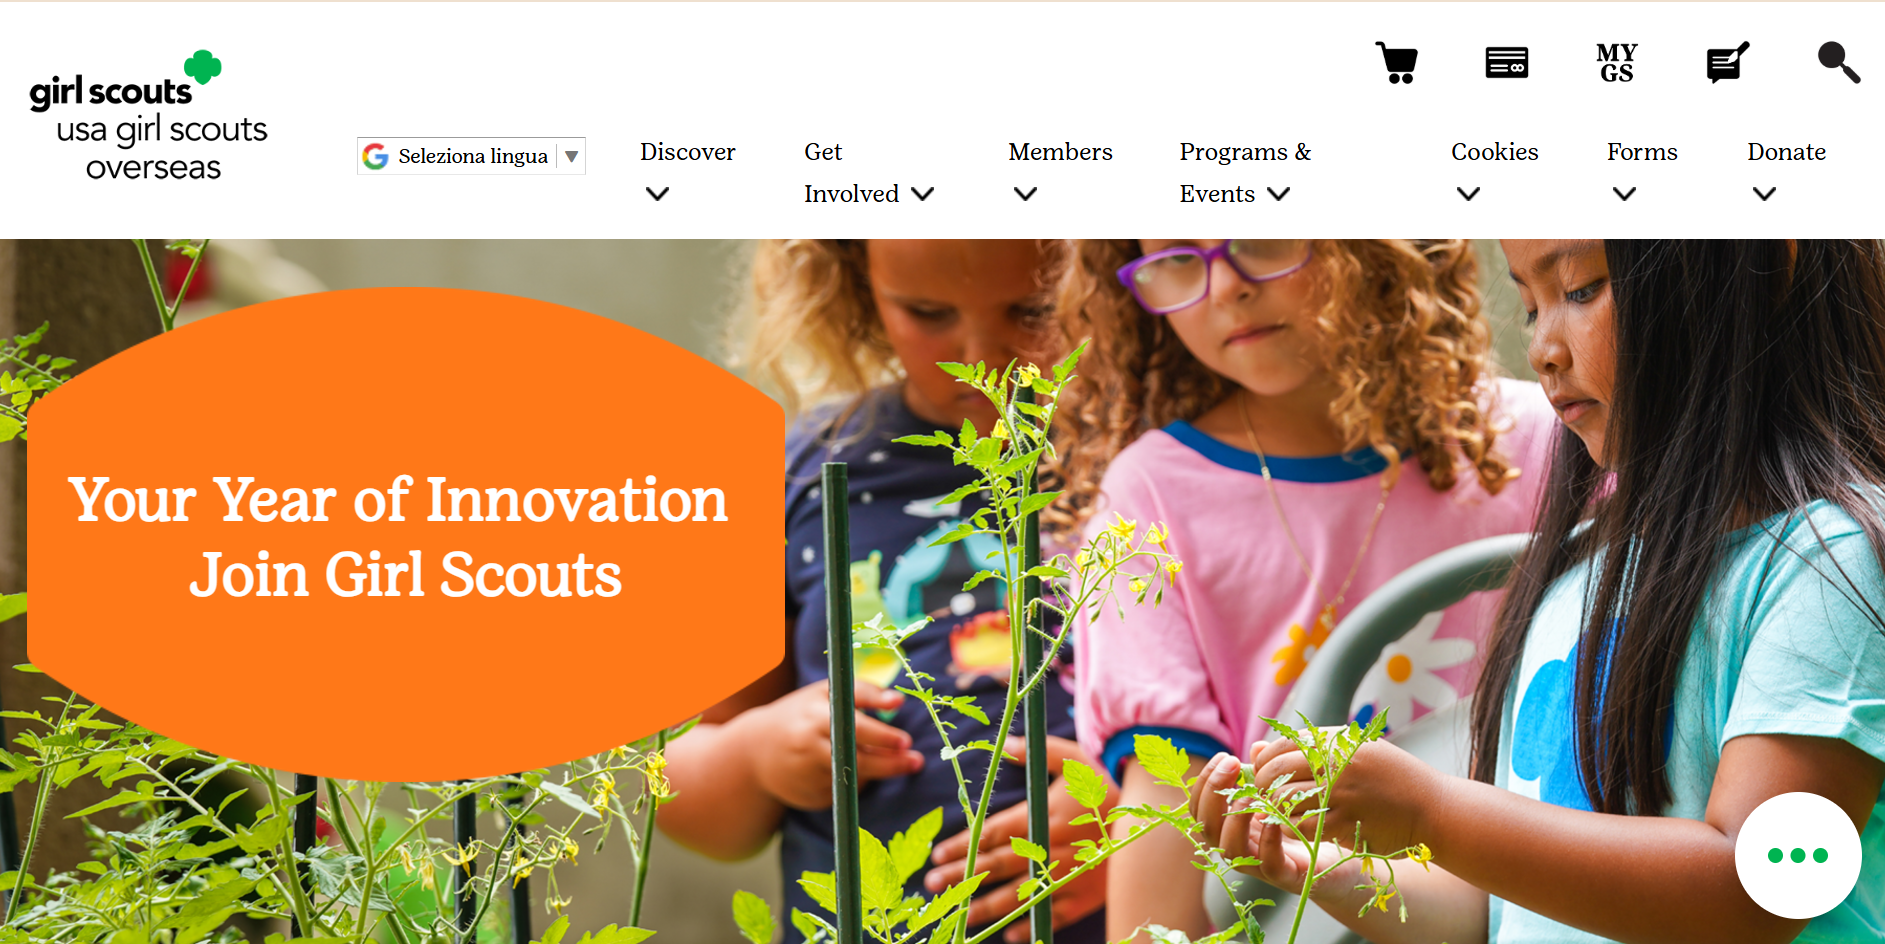 girl scouts
usa girl scouts
overseas
MY
GS
Seleziona lingua
Discover
Get
Involved
Members
Programs &
Events
Cookies
Forms
Donate
Your Year of Innovation
Join Girl Scouts